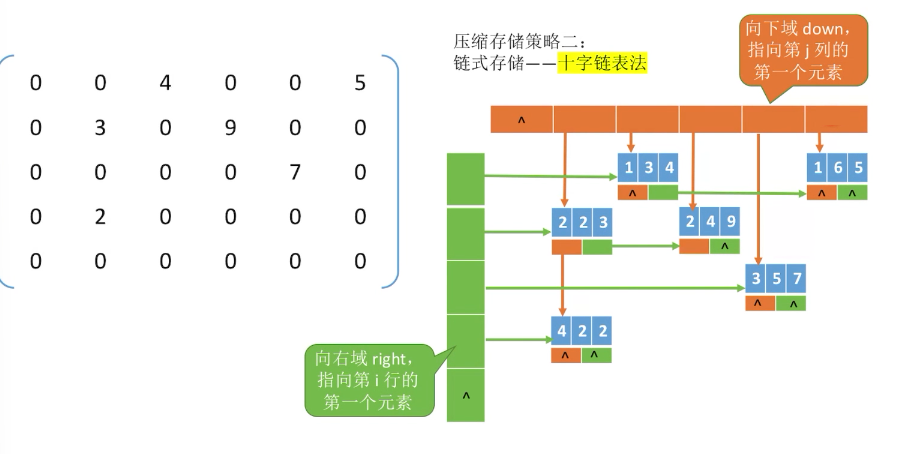 压缩存储策略二：
链式存储——十字链表法
向下域 down，
指向第 j 列的
第一个元素
0 0 4 0 0 5
0 3 0 9 0 0
0 0 0 0 7 0
0 2 0 0 0 0
0 0 0 0 0 0
^
1 3 4
1 6 5
^
^ ^
2 2 3
2 4 9
^
3 5 7
^ ^
4 2 2
^ ^
向右域 right，
指向第 i 行的
第一个元素
^